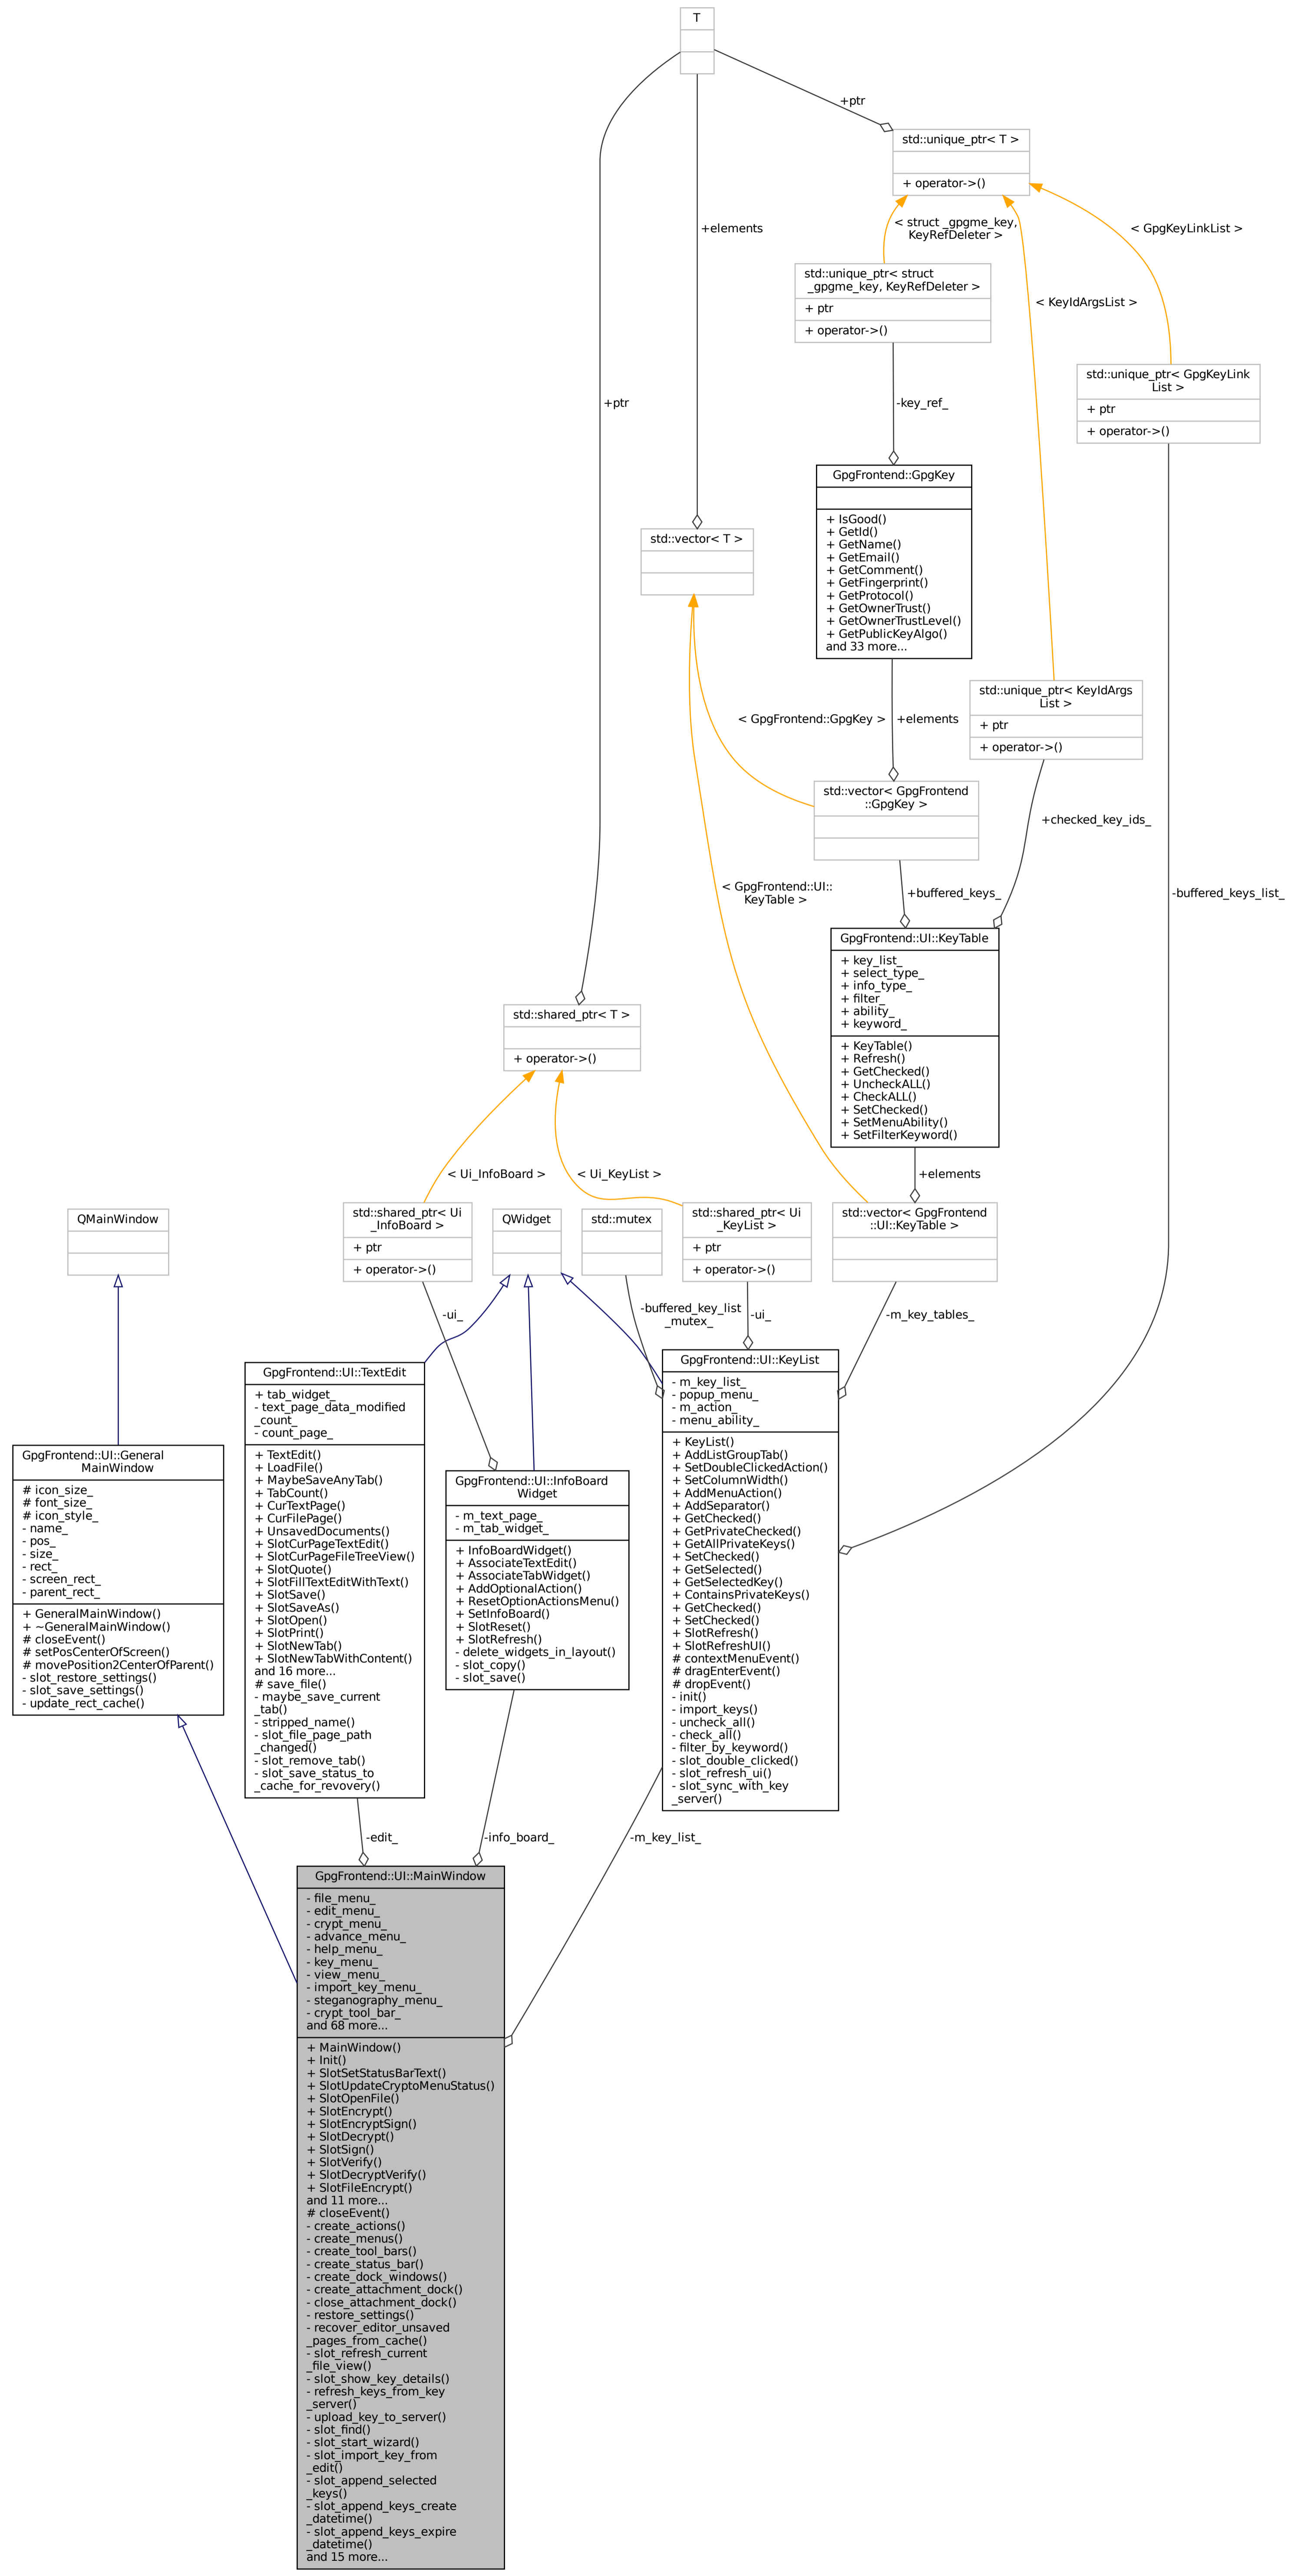 T
+ptr
std::unique_ptr< T >
+ operator->()
+elements
< struct _gpgme_key,
KeyRefDeleter >
< GpgKeyLinkList >
std::unique_ptr< struct
_gpgme_key, KeyRefDeleter >
+ ptr
+ operator->()
< KeyIdArgsList >
std::unique_ptr< GpgKeyLink
List >
+ ptr
+ operator->()
+ptr
-key_ref_
GpgFrontend::GpgKey
+ IsGood()
+ GetId()
+ GetName()
+ GetEmail()
+ GetComment()
+ GetFingerprint()
+ GetProtocol()
+ GetOwnerTrust()
+ GetOwnerTrustLevel()
+ GetPublicKeyAlgo()
and 33 more...
std::vector< T >
std::unique_ptr< KeyIdArgs
List >
+ ptr
+ operator->()
< GpgFrontend::GpgKey >
+elements
std::vector< GpgFrontend
::GpgKey >
+checked_key_ids_
< GpgFrontend::UI::
KeyTable >
+buffered_keys_
-buffered_keys_list_
GpgFrontend::UI::KeyTable
+ key_list_
+ select_type_
+ info_type_
+ filter_
+ ability_
+ keyword_
+ KeyTable()
+ Refresh()
+ GetChecked()
+ UncheckALL()
+ CheckALL()
+ SetChecked()
+ SetMenuAbility()
+ SetFilterKeyword()
std::shared_ptr< T >
+ operator->()
< Ui_InfoBoard >
< Ui_KeyList >
+elements
QMainWindow
std::shared_ptr< Ui
_InfoBoard >
+ ptr
+ operator->()
QWidget
std::mutex
std::shared_ptr< Ui
_KeyList >
+ ptr
+ operator->()
std::vector< GpgFrontend
::UI::KeyTable >
-ui_
-buffered_key_list
_mutex_
-ui_
-m_key_tables_
GpgFrontend::UI::TextEdit
+ tab_widget_
- text_page_data_modified
_count_
- count_page_
+ TextEdit()
+ LoadFile()
+ MaybeSaveAnyTab()
+ TabCount()
+ CurTextPage()
+ CurFilePage()
+ UnsavedDocuments()
+ SlotCurPageTextEdit()
+ SlotCurPageFileTreeView()
+ SlotQuote()
+ SlotFillTextEditWithText()
+ SlotSave()
+ SlotSaveAs()
+ SlotOpen()
+ SlotPrint()
+ SlotNewTab()
+ SlotNewTabWithContent()
and 16 more...
# save_file()
- maybe_save_current
_tab()
- stripped_name()
- slot_file_page_path
_changed()
- slot_remove_tab()
- slot_save_status_to
_cache_for_revovery()
GpgFrontend::UI::KeyList
- m_key_list_
- popup_menu_
- m_action_
- menu_ability_
+ KeyList()
+ AddListGroupTab()
+ SetDoubleClickedAction()
+ SetColumnWidth()
+ AddMenuAction()
+ AddSeparator()
+ GetChecked()
+ GetPrivateChecked()
+ GetAllPrivateKeys()
+ SetChecked()
+ GetSelected()
+ GetSelectedKey()
+ ContainsPrivateKeys()
+ GetChecked()
+ SetChecked()
+ SlotRefresh()
+ SlotRefreshUI()
# contextMenuEvent()
# dragEnterEvent()
# dropEvent()
- init()
- import_keys()
- uncheck_all()
- check_all()
- filter_by_keyword()
- slot_double_clicked()
- slot_refresh_ui()
- slot_sync_with_key
_server()
GpgFrontend::UI::General
MainWindow
# icon_size_
# font_size_
# icon_style_
- name_
- pos_
- size_
- rect_
- screen_rect_
- parent_rect_
+ GeneralMainWindow()
+ ~GeneralMainWindow()
# closeEvent()
# setPosCenterOfScreen()
# movePosition2CenterOfParent()
- slot_restore_settings()
- slot_save_settings()
- update_rect_cache()
GpgFrontend::UI::InfoBoard
Widget
- m_text_page_
- m_tab_widget_
+ InfoBoardWidget()
+ AssociateTextEdit()
+ AssociateTabWidget()
+ AddOptionalAction()
+ ResetOptionActionsMenu()
+ SetInfoBoard()
+ SlotReset()
+ SlotRefresh()
- delete_widgets_in_layout()
- slot_copy()
- slot_save()
-edit_
-info_board_
-m_key_list_
GpgFrontend::UI::MainWindow
- file_menu_
- edit_menu_
- crypt_menu_
- advance_menu_
- help_menu_
- key_menu_
- view_menu_
- import_key_menu_
- steganography_menu_
- crypt_tool_bar_
and 68 more...
+ MainWindow()
+ Init()
+ SlotSetStatusBarText()
+ SlotUpdateCryptoMenuStatus()
+ SlotOpenFile()
+ SlotEncrypt()
+ SlotEncryptSign()
+ SlotDecrypt()
+ SlotSign()
+ SlotVerify()
+ SlotDecryptVerify()
+ SlotFileEncrypt()
and 11 more...
# closeEvent()
- create_actions()
- create_menus()
- create_tool_bars()
- create_status_bar()
- create_dock_windows()
- create_attachment_dock()
- close_attachment_dock()
- restore_settings()
- recover_editor_unsaved
_pages_from_cache()
- slot_refresh_current
_file_view()
- slot_show_key_details()
- refresh_keys_from_key
_server()
- upload_key_to_server()
- slot_find()
- slot_start_wizard()
- slot_import_key_from
_edit()
- slot_append_selected
_keys()
- slot_append_keys_create
_datetime()
- slot_append_keys_expire
_datetime()
and 15 more...